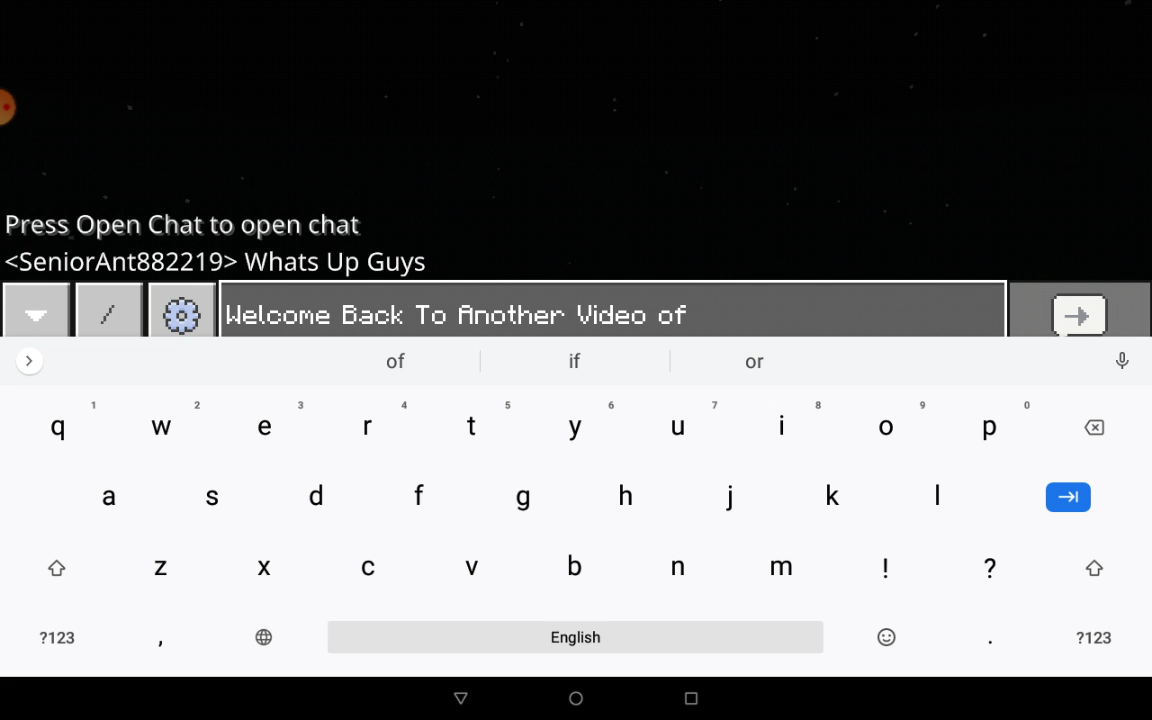 Press Open Chat to open chat
<SeniorAnt882219> Whats Up Guys
/ Welcome Back To Another Video of
of if or
1 2 3 4 5 6 7 8 9 0
q w e r t y u i o p
a s d f g h j k l
z x c v b n m ! ?
?123 , English . ?123